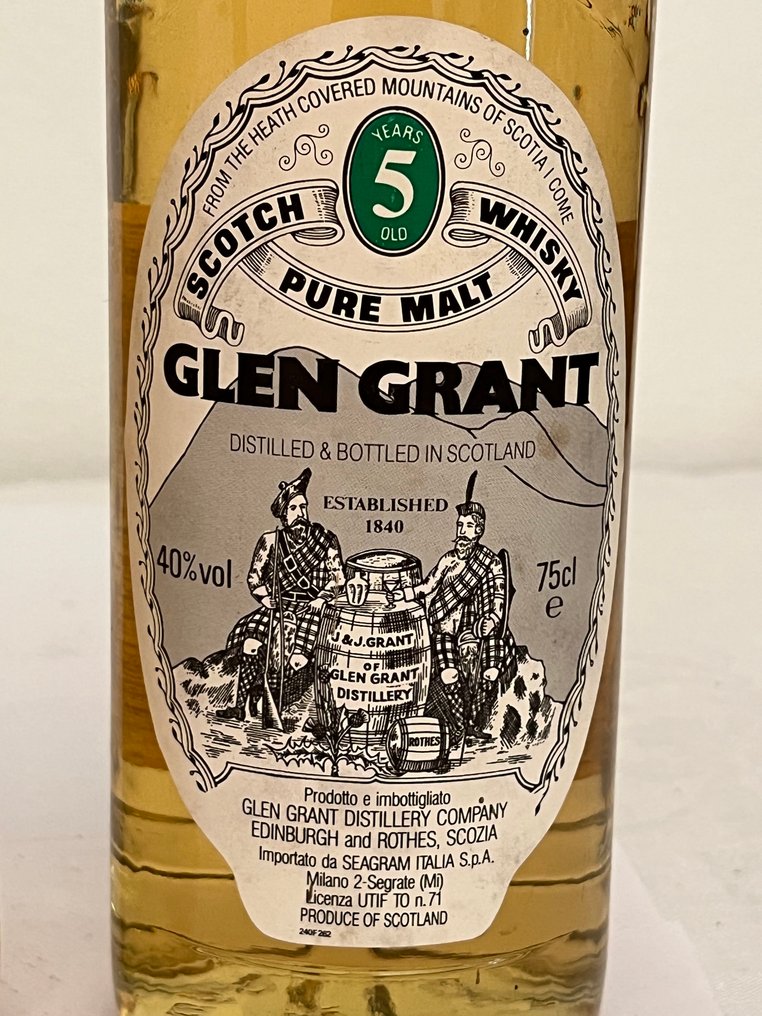 FROM THE HEATH COVERED MOUNTAINS OF SCOTIA I COME
YEARS
5
OLD
SCOTCH WHISKY
PURE MALT
GLEN GRANT
DISTILLED & BOTTLED IN SCOTLAND
ESTABLISHED
1840
40%vol
75cl
e
J & J.GRANT
OF
GLEN GRANT
DISTILLERY
ROTHES
Prodotto e imbottigliato
GLEN GRANT DISTILLERY COMPANY
EDINBURGH and ROTHES, SCOZIA
Importato da SEAGRAM ITALIA S.p.A.
Milano 2-Segrate (Mi)
Licenza UTIF TO n.71
PRODUCE OF SCOTLAND
240F 262